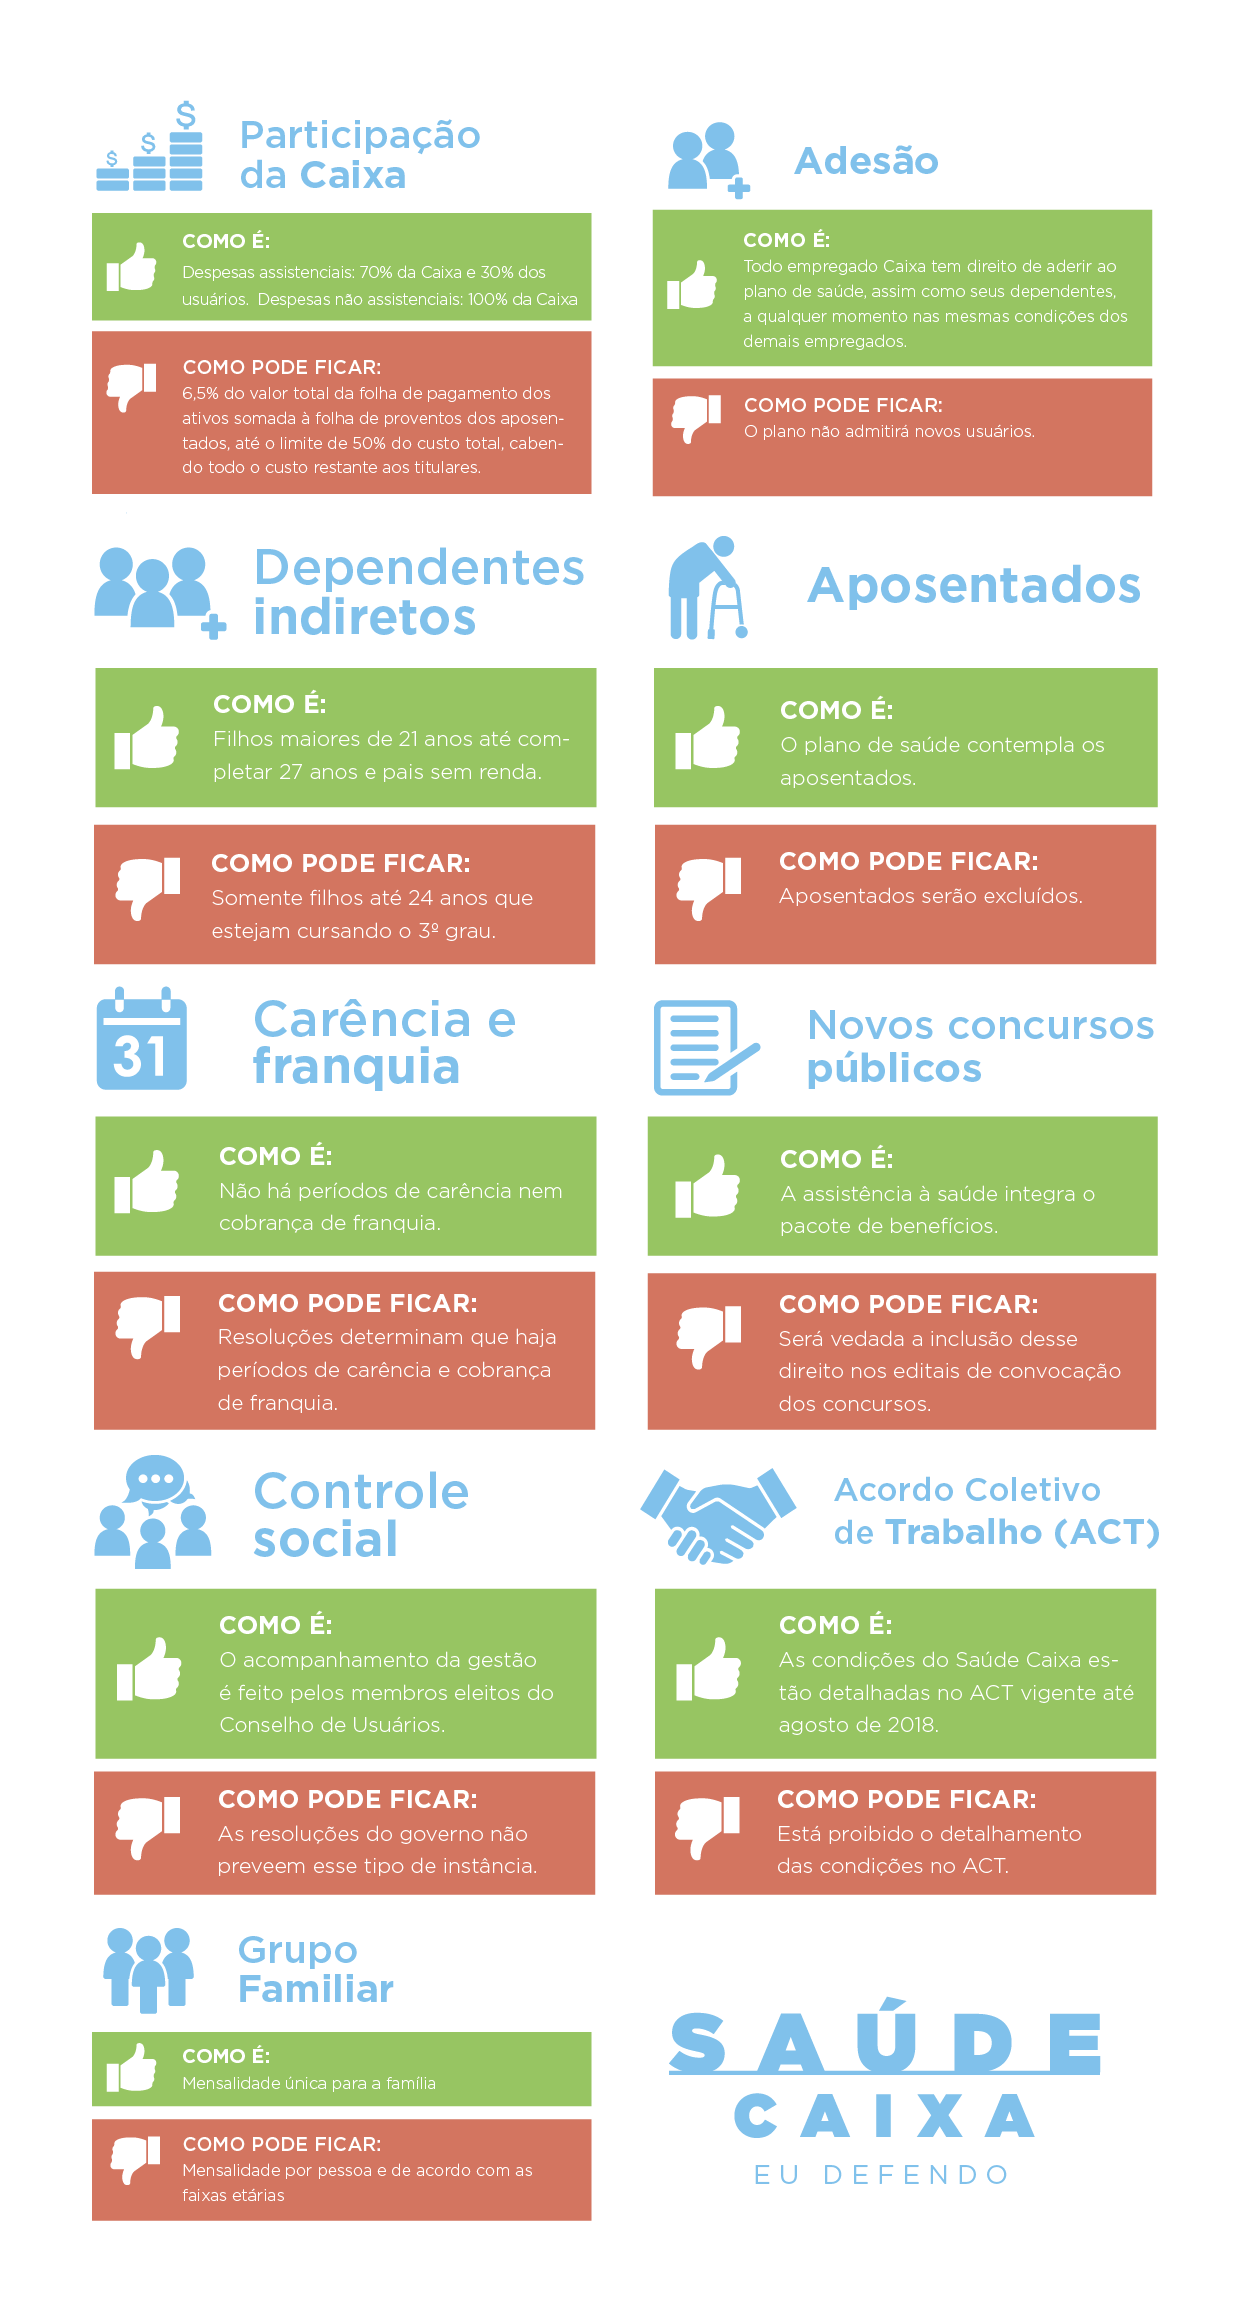 $
$
$
Participação
da Caixa
COMO É:
Despesas assistenciais: 70% da Caixa e 30% dos
usuários.  Despesas não assistenciais: 100% da Caixa
COMO PODE FICAR:
6,5% do valor total da folha de pagamento dos
ativos somada à folha de proventos dos aposen-
tados, até o limite de 50% do custo total, caben-
do todo o custo restante aos titulares.
Adesão
COMO É:
Todo empregado Caixa tem direito de aderir ao
plano de saúde, assim como seus dependentes,
a qualquer momento nas mesmas condições dos
demais empregados.
COMO PODE FICAR:
O plano não admitirá novos usuários.
Dependentes
indiretos
COMO É:
Filhos maiores de 21 anos até com-
pletar 27 anos e pais sem renda.
COMO PODE FICAR:
Somente filhos até 24 anos que
estejam cursando o 3º grau.
Aposentados
COMO É:
O plano de saúde contempla os
aposentados.
COMO PODE FICAR:
Aposentados serão excluídos.
31
Carência e
franquia
COMO É:
Não há períodos de carência nem
cobrança de franquia.
COMO PODE FICAR:
Resoluções determinam que haja
períodos de carência e cobrança
de franquia.
Novos concursos
públicos
COMO É:
A assistência à saúde integra o
pacote de benefícios.
COMO PODE FICAR:
Será vedada a inclusão desse
direito nos editais de convocação
dos concursos.
Controle
social
COMO É:
O acompanhamento da gestão
é feito pelos membros eleitos do
Conselho de Usuários.
COMO PODE FICAR:
As resoluções do governo não
preveem esse tipo de instância.
Acordo Coletivo
de Trabalho (ACT)
COMO É:
As condições do Saúde Caixa es-
tão detalhadas no ACT vigente até
agosto de 2018.
COMO PODE FICAR:
Está proibido o detalhamento
das condições no ACT.
Grupo
Familiar
COMO É:
Mensalidade única para a família
COMO PODE FICAR:
Mensalidade por pessoa e de acordo com as
faixas etárias
SAÚDE
CAIXA
EU DEFENDO